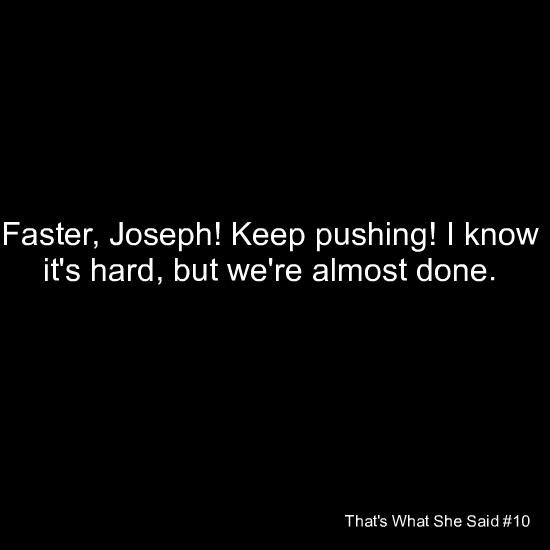 Faster, Joseph! Keep pushing! I know
it's hard, but we're almost done.
That's What She Said #10